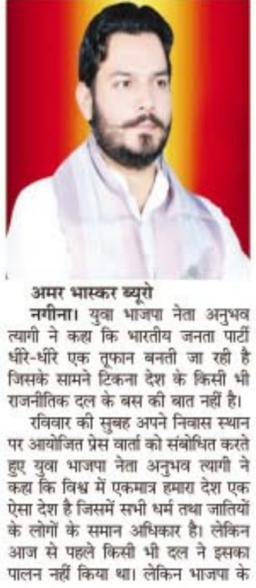 अमर भास्कर ब्यूरो
नगीना। युवा भाजपा नेता अनुभव
त्यागी ने कहा कि भारतीय जनता पार्टी
धीरे-धीरे एक तूफान बनती जा रही है
जिसके सामने टिकना देश के किसी भी
राजनीतिक दल के बस की बात नहीं है।
रविवार की सुबह अपने निवास स्थान
पर आयोजित प्रेस वार्ता को संबोधित करते
हुए युवा भाजपा नेता अनुभव त्यागी ने
कहा कि विश्व में एकमात्र हमारा देश एक
ऐसा देश है जिसमें सभी धर्म तथा जातियों
के लोगों के समान अधिकार है। लेकिन
आज से पहले किसी भी दल ने इसका
पालन नहीं किया था। लेकिन भाजपा के